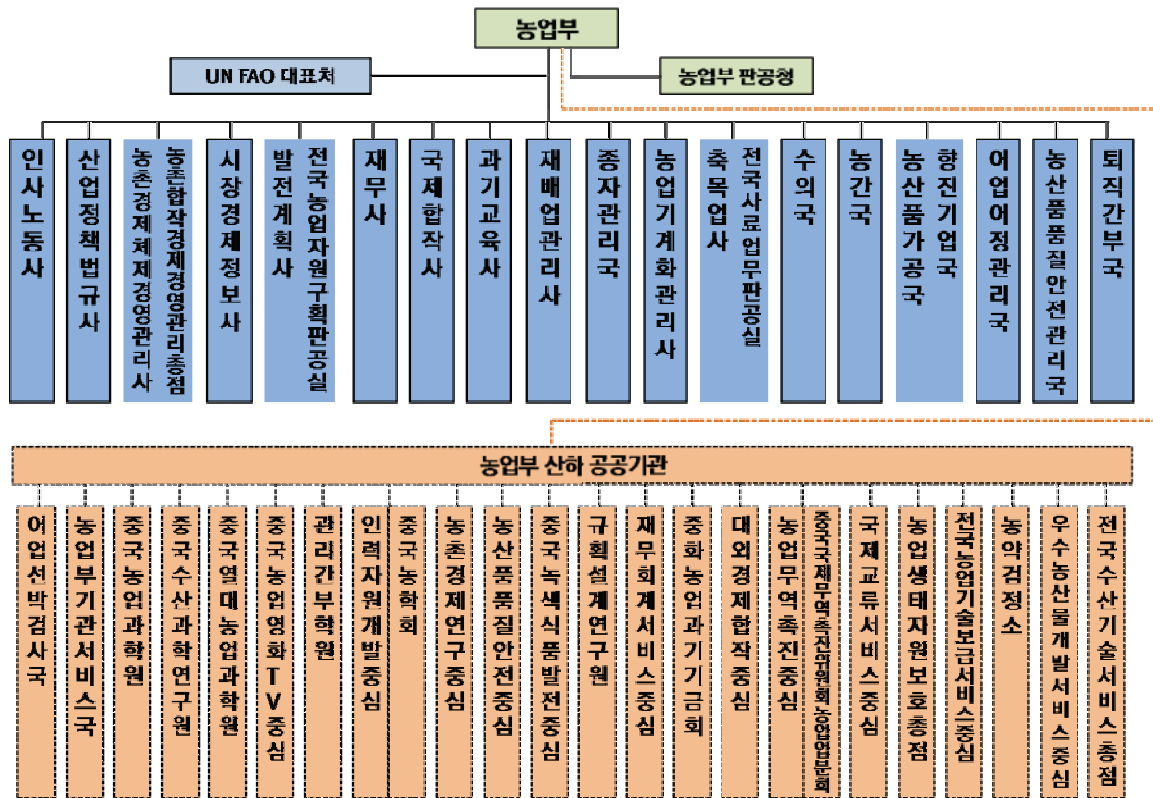 농업부
UN FAO 대표처
농업부 판공청
인사노동사
산업정책법규사
농촌경제체제경영관리사
농촌합작경제경영관리총점
시장경제정보사
발전계획사
전국농업자원구획판공실
재무사
국제합작사
과기교육사
재배업관리사
종자관리국
농업기계화관리사
축목업사
전국사료업무판공실
수의국
농간국
농산품가공국
향진기업국
어업어정관리국
농산품품질안전관리국
퇴직간부국
농업부 산하 공공기관
어업선박검사국
농업부기관서비스국
중국농업과학원
중국수산과학연구원
중국열대농업과학원
중국농업영화TV중심
관리간부학원
인력자원개발중심
중국농학회
농촌경제연구중심
농산품질안전중심
중국녹색식품발전중심
규획설계연구원
재무회계서비스중심
중화농업과기기금회
대외경제합작중심
농업무역촉진중심
중국국제무역촉진위원회농업업분회
국제교류서비스중심
농업생태자원보호총점
전국농업기술보급서비스중심
농약검정소
우수농산물개발서비스중심
전국수산기술서비스총점